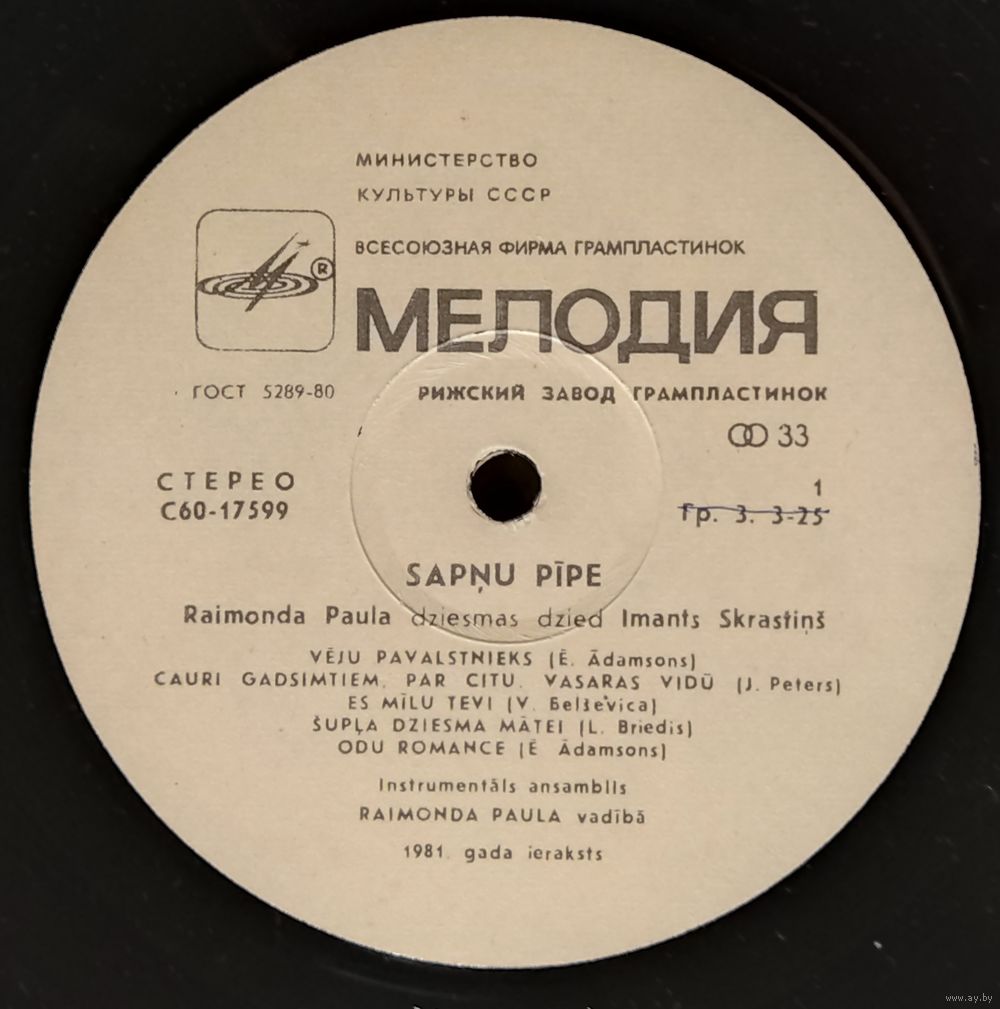 МИНИСТЕРСТВО
КУЛЬТУРЫ СССР
ВСЕСОЮЗНАЯ ФИРМА ГРАМПЛАСТИНОК
®
МЕЛОДИЯ
ГОСТ 5289-80
РИЖСКИЙ ЗАВОД ГРАМПЛАСТИНОК
33
СТЕРЕО
С60-17599
1
Гр. 3. 3-25
SAPŅU PĪPE
Raimonda Paula dziesmas dzied Imants Skrastiņš
VĒJU PAVALSTNIEKS (Ē. Ādamsons)
CAURI GADSIMTIEM, PAR CITU, VASARAS VIDŪ (J. Peters)
ES MĪLU TEVI (V. Belševica)
ŠUPĻA DZIESMA MĀTEI (L. Briedis)
ODU ROMANCE (Ē. Ādamsons)
Instrumentāls ansamblis
RAIMONDA PAULA vadībā
1981. gada ieraksts
www.ay.by